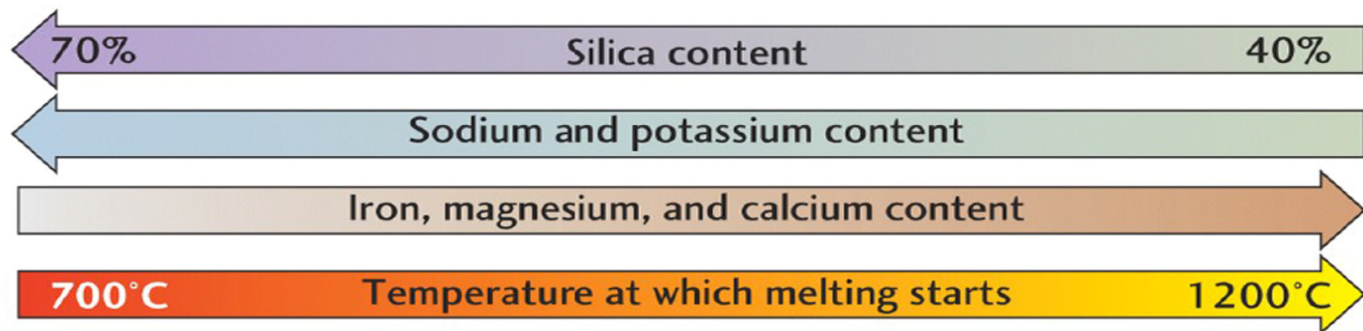 70% Silica content 40%
Sodium and potassium content
Iron, magnesium, and calcium content
700°C Temperature at which melting starts 1200°C